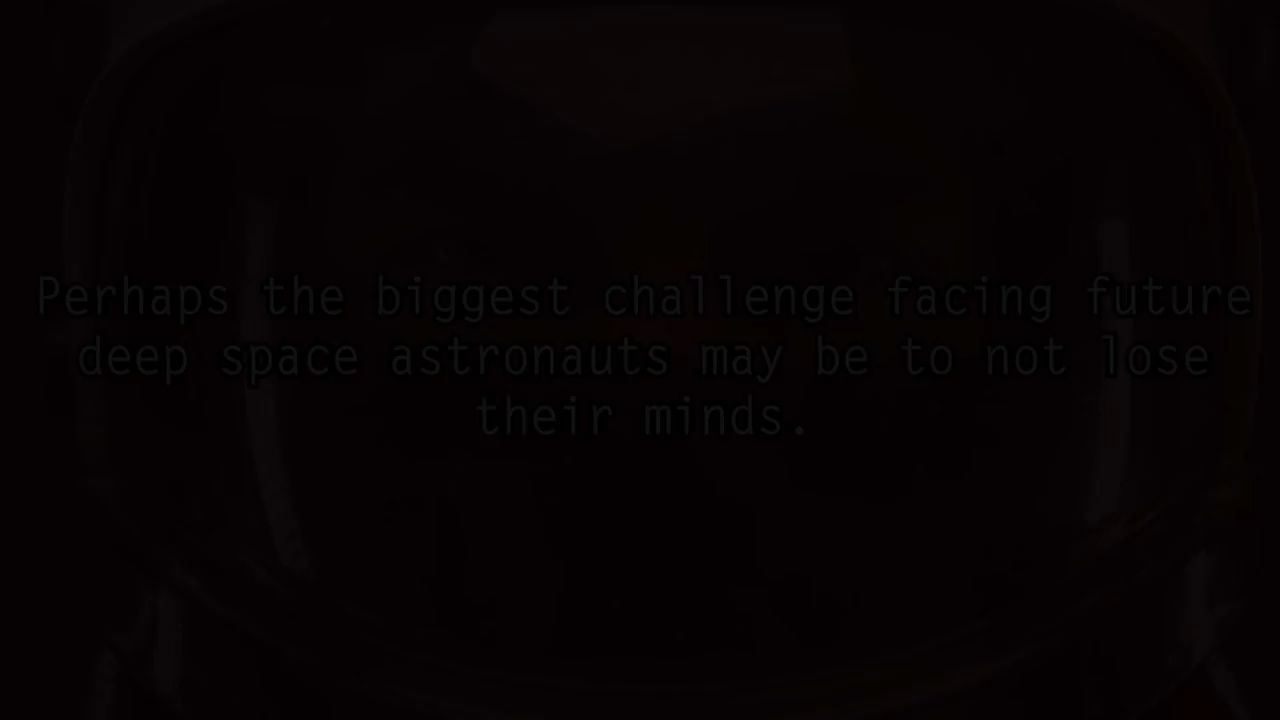 Perhaps the biggest challenge facing future
deep space astronauts may be to not lose
their minds.